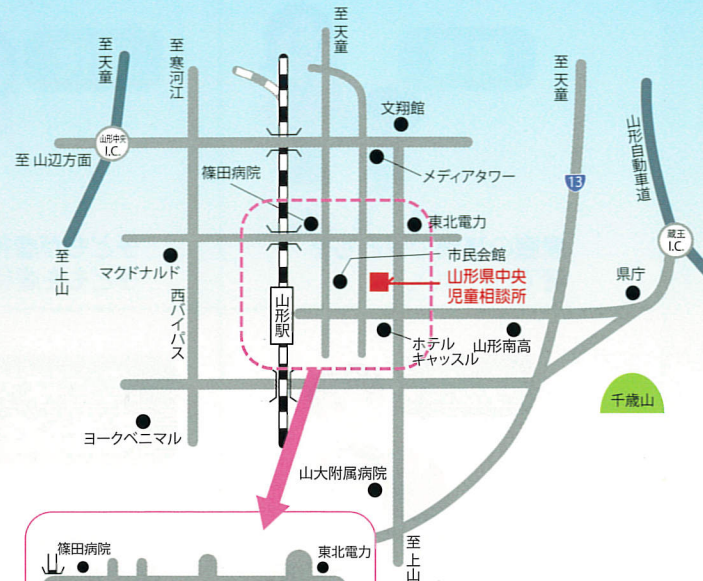 至天童
至天童
至寒河江
至天童
文翔館
山形中央
I.C.
山形自動車道
至 山辺方面
篠田病院
メディアタワー
13
東北電力
蔵王
I.C.
至上山
マクドナルド
市民会館
山形県中央
児童相談所
県庁
西バイパス
山形駅
ホテル
キャッスル
山形南高
千歳山
ヨークベニマル
山大附属病院
至上山
篠田病院
東北電力